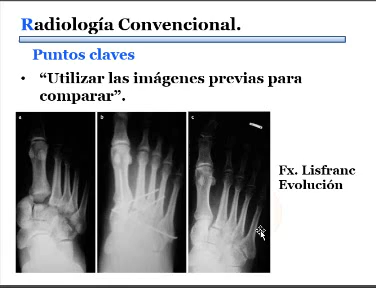 Radiología Convencional.
Puntos claves
• “Utilizar las imágenes previas para
comparar”.
a b c
Fx. Lisfranc
Evolución